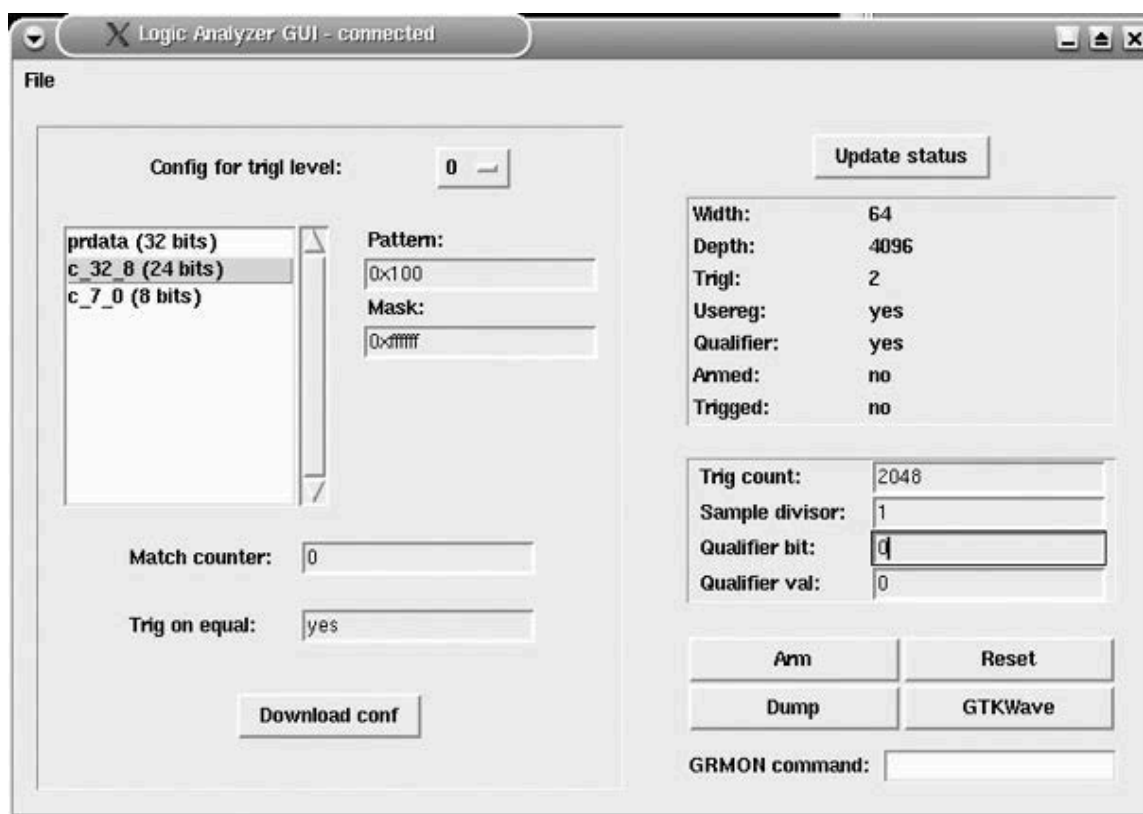 Logic Analyzer GUI - connected
File
Config for trigl level: 0
prdata (32 bits)
c_32_8 (24 bits)
c_7_0 (8 bits)
Pattern:
0x100
Mask:
0xffffff
Match counter: 0
Trig on equal: yes
Download conf
Update status
Width: 64
Depth: 4096
Trigl: 2
Usereg: yes
Qualifier: yes
Armed: no
Trigged: no
Trig count: 2048
Sample divisor: 1
Qualifier bit: 0
Qualifier val: 0
Arm Reset
Dump GTKWave
GRMON command: